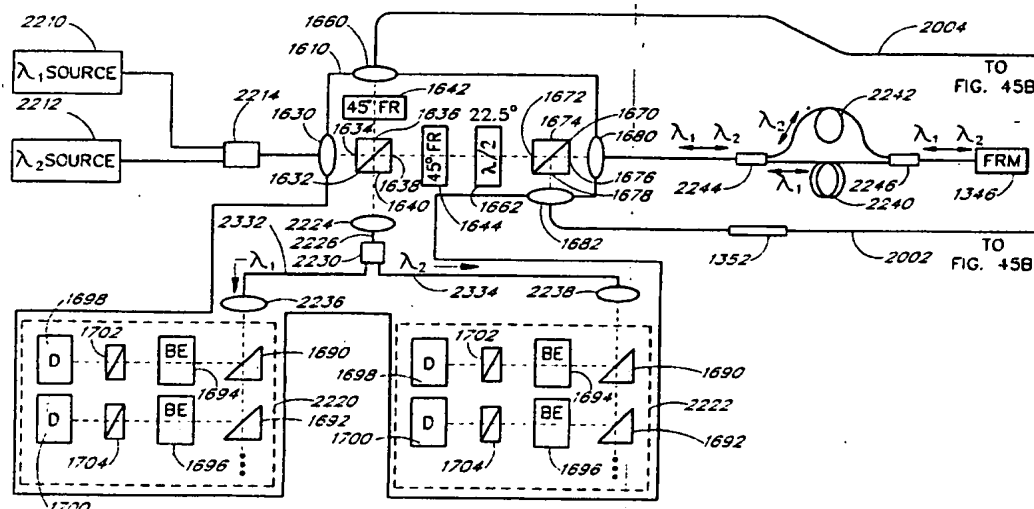 2210
λ₁ SOURCE
2212
λ₂ SOURCE
2214
1660
1610
1642
45° FR
1630
1634
1636
1632
1638
1640
45° FR
1644
22.5°
λ/2
1662
1672
1674
1670
1680
1676
1678
1682
2004
TO
FIG. 45B
λ₁ λ₂
λ₂
2242
λ₁ λ₂
2244
λ₁
2240
2246
FRM
1346
1352
2002
TO
FIG. 45B
2332
2224
2226
2230
λ₁
λ₂
2334
2236
2238
1698
1702
1690
D
BE
1694
2220
D
BE
1692
1700
1704
1696
1702
1690
D
BE
1698
1694
2222
D
BE
1692
1700
1704
1696